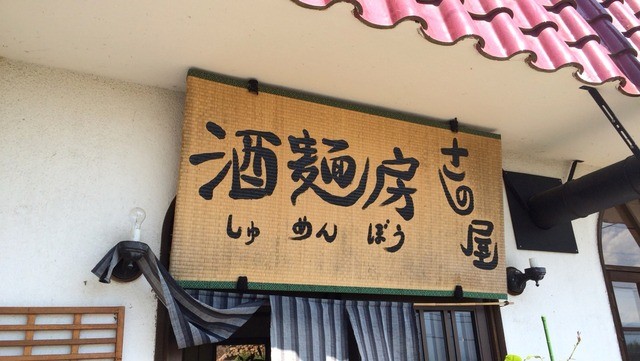 酒麺房
しゅ めん ぼう
さの屋